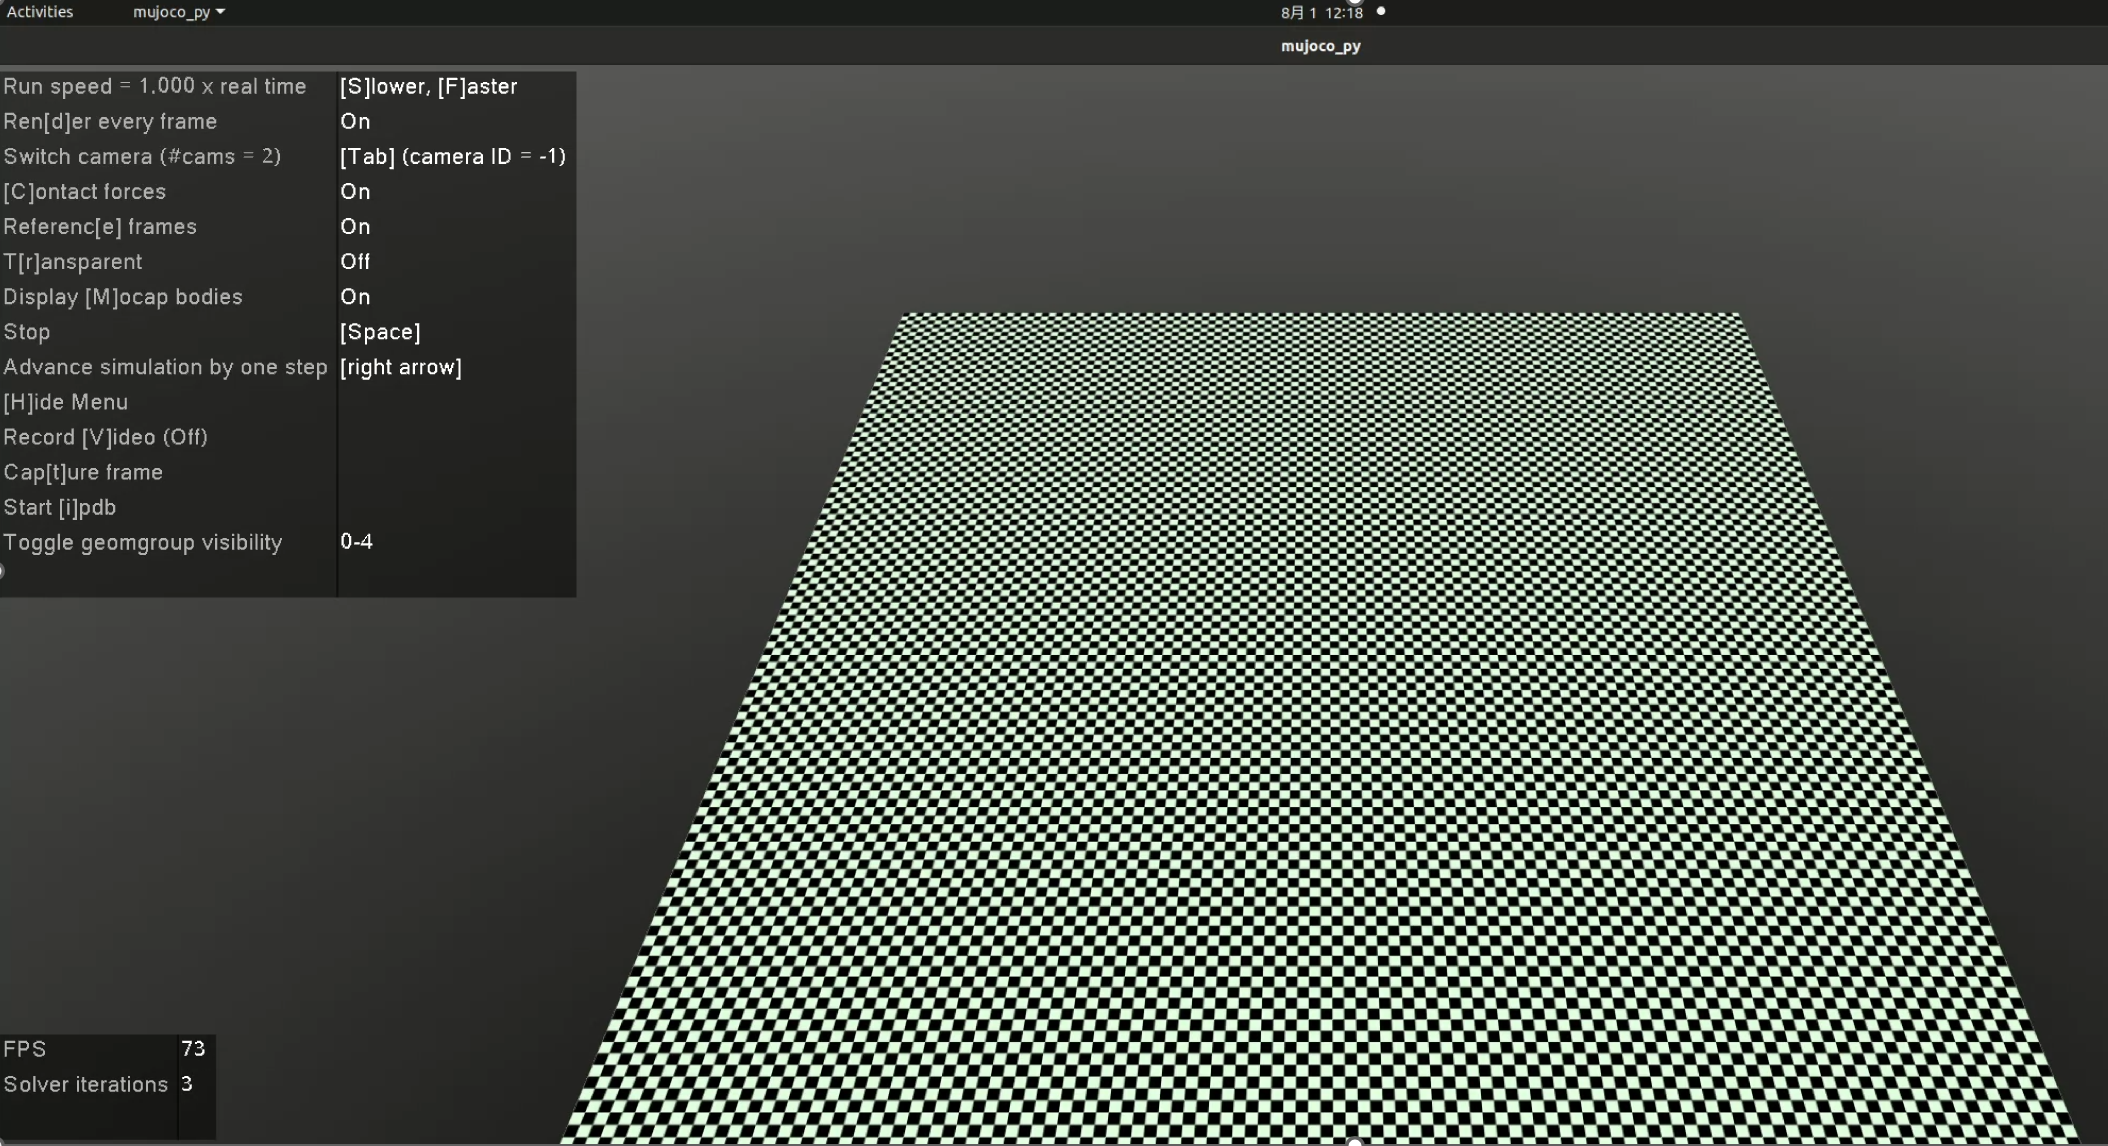 Activities mujoco_py 8月 1 12:18
mujoco_py
Run speed = 1.000 x real time [S]lower, [F]aster
Ren[d]er every frame On
Switch camera (#cams = 2) [Tab] (camera ID = -1)
[C]ontact forces On
Referenc[e] frames On
T[r]ansparent Off
Display [M]ocap bodies On
Stop [Space]
Advance simulation by one step [right arrow]
[H]ide Menu
Record [V]ideo (Off)
Cap[t]ure frame
Start [i]pdb
Toggle geomgroup visibility 0-4
FPS 73
Solver iterations 3